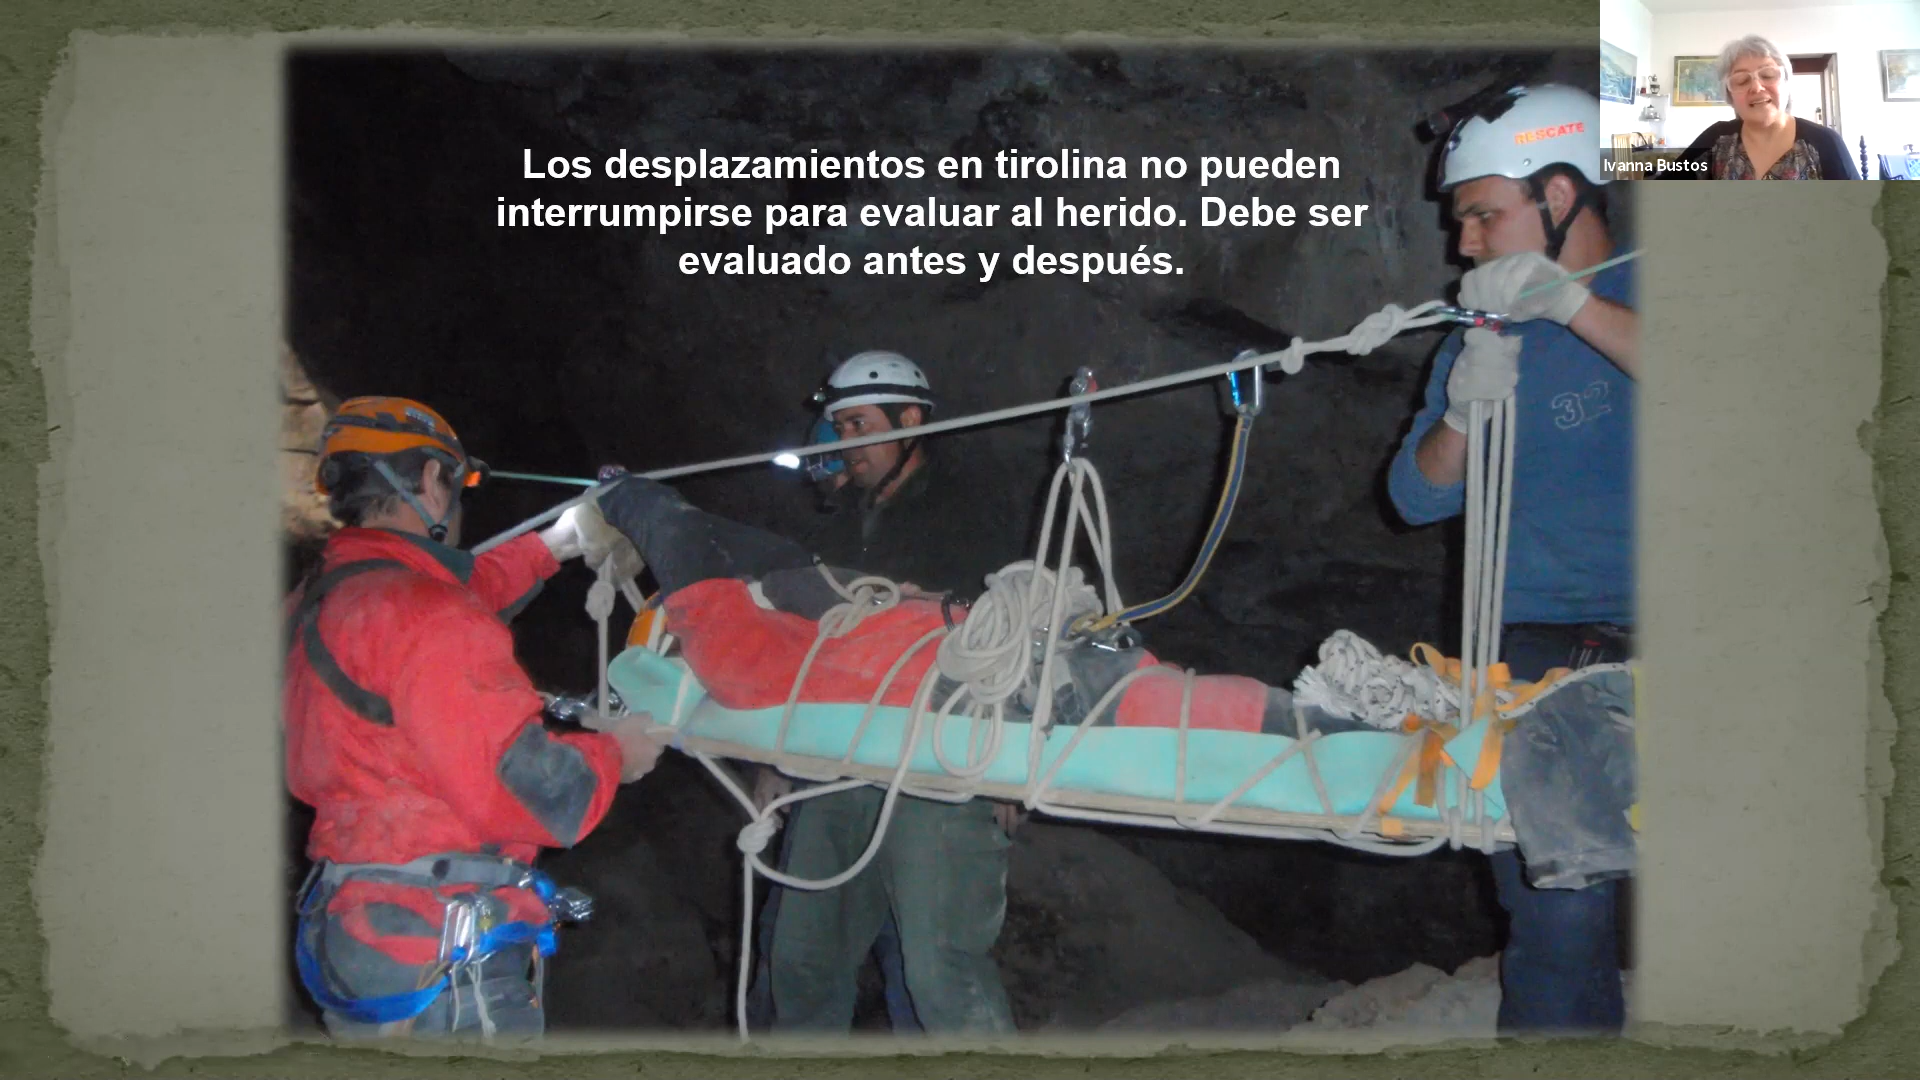 Los desplazamientos en tirolina no pueden
interrumpirse para evaluar al herido. Debe ser
evaluado antes y después.
RESCATE
Ivanna Bustos
32